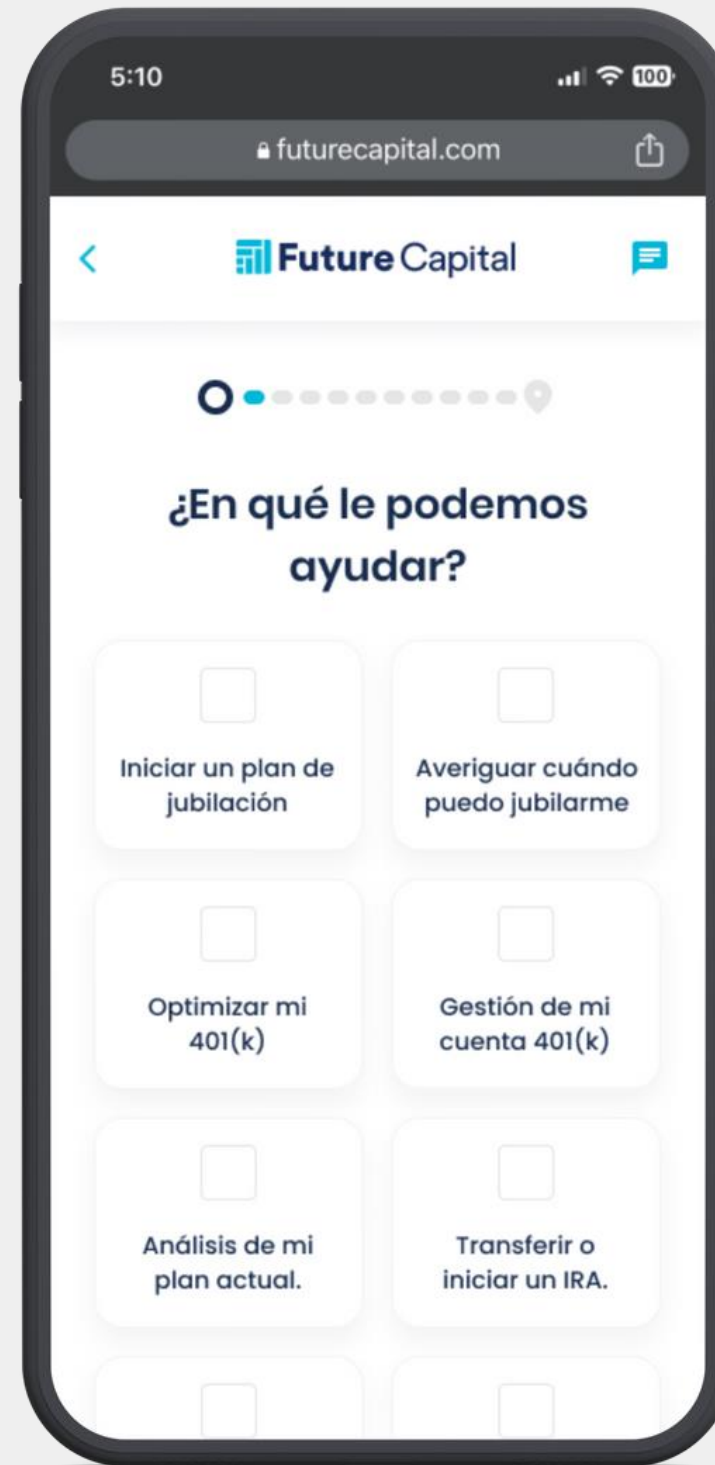 5:10
100
futurecapital.com
Future Capital
¿En qué le podemos
ayudar?
Iniciar un plan de
jubilación
Averiguar cuándo
puedo jubilarme
Optimizar mi
401(k)
Gestión de mi
cuenta 401(k)
Análisis de mi
plan actual.
Transferir o
iniciar un IRA.